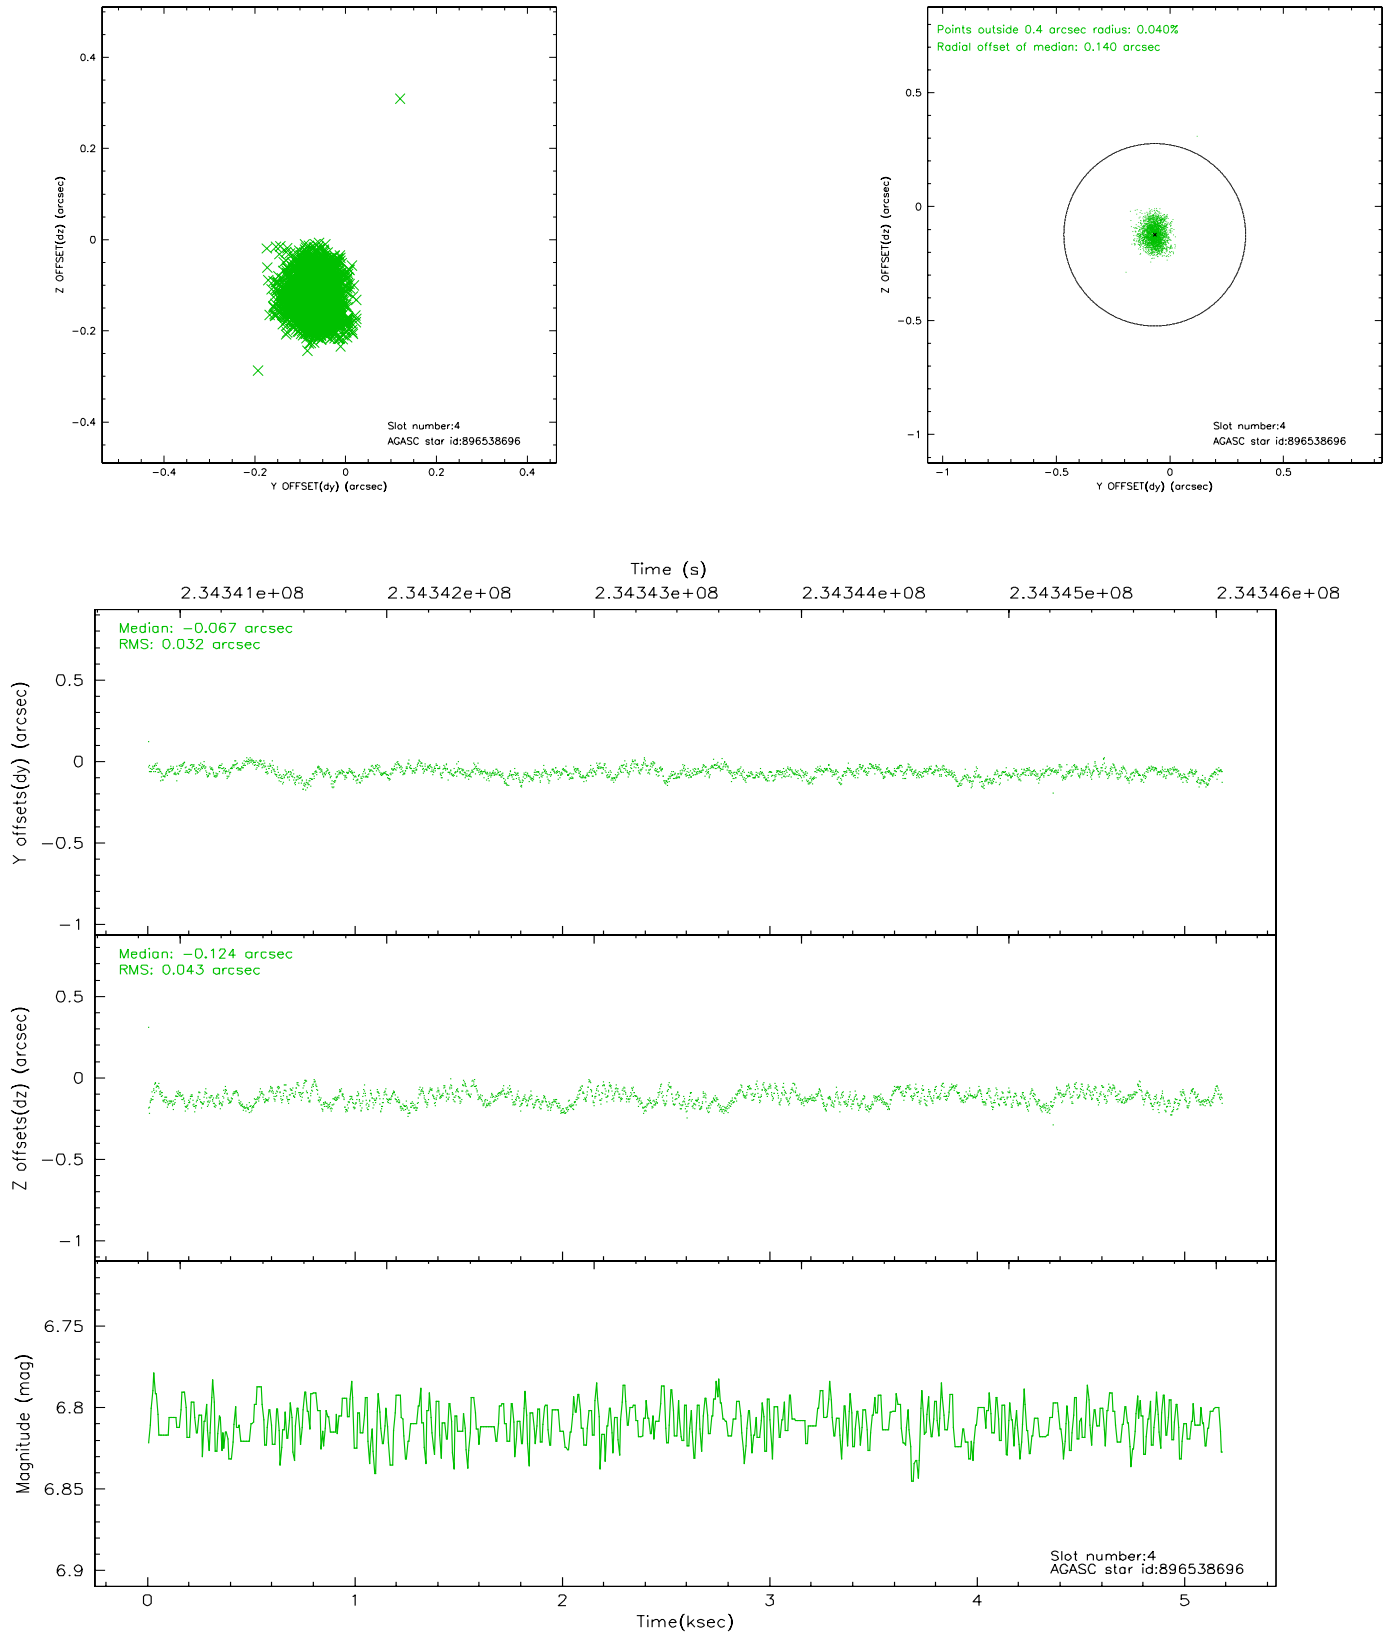 0.4
0.2
0
−0.2
−0.4
−0.4 −0.2 0 0.2 0.4
Z OFFSET(dz) (arcsec)
Y OFFSET(dy) (arcsec)
Slot number:4
AGASC star id:896538696
Points outside 0.4 arcsec radius: 0.040%
Radial offset of median: 0.140 arcsec
0.5
0
−0.5
−1
−1 −0.5 0 0.5
Z OFFSET(dz) (arcsec)
Y OFFSET(dy) (arcsec)
Slot number:4
AGASC star id:896538696
Time (s)
2.34341e+08 2.34342e+08 2.34343e+08 2.34344e+08 2.34345e+08 2.34346e+08
Median: −0.067 arcsec
RMS: 0.032 arcsec
0.5
0
−0.5
−1
Y offsets(dy) (arcsec)
Median: −0.124 arcsec
RMS: 0.043 arcsec
0.5
0
−0.5
−1
Z offsets(dz) (arcsec)
6.75
6.8
6.85
6.9
Magnitude (mag)
Slot number:4
AGASC star id:896538696
0 1 2 3 4 5
Time(ksec)